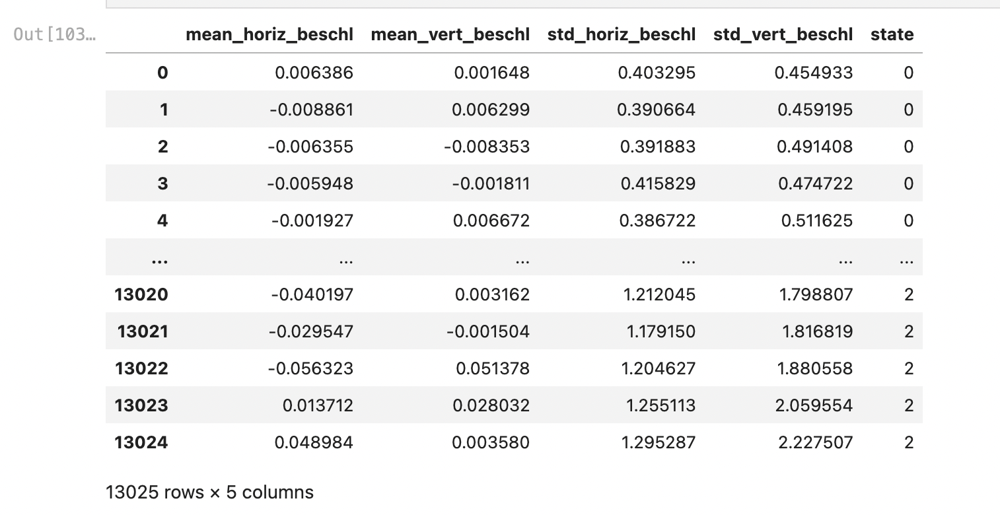 Out[103…
mean_horiz_beschl mean_vert_beschl std_horiz_beschl std_vert_beschl state
0 0.006386 0.001648 0.403295 0.454933 0
1 -0.008861 0.006299 0.390664 0.459195 0
2 -0.006355 -0.008353 0.391883 0.491408 0
3 -0.005948 -0.001811 0.415829 0.474722 0
4 -0.001927 0.006672 0.386722 0.511625 0
... ... ... ... ... ...
13020 -0.040197 0.003162 1.212045 1.798807 2
13021 -0.029547 -0.001504 1.179150 1.816819 2
13022 -0.056323 0.051378 1.204627 1.880558 2
13023 0.013712 0.028032 1.255113 2.059554 2
13024 0.048984 0.003580 1.295287 2.227507 2
13025 rows × 5 columns